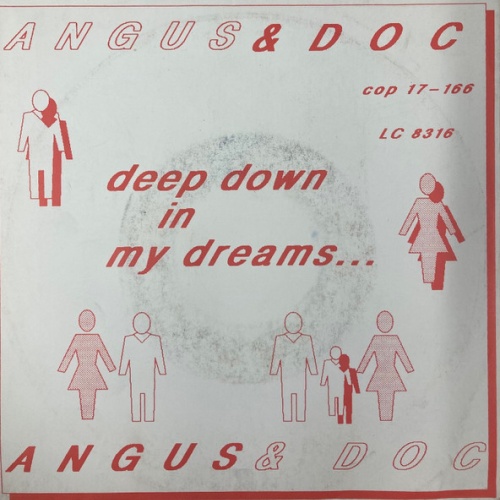 ANGUS & DOC
cop 17-166
LC 8316
deep down
in
my dreams...
ANGUS & DOC